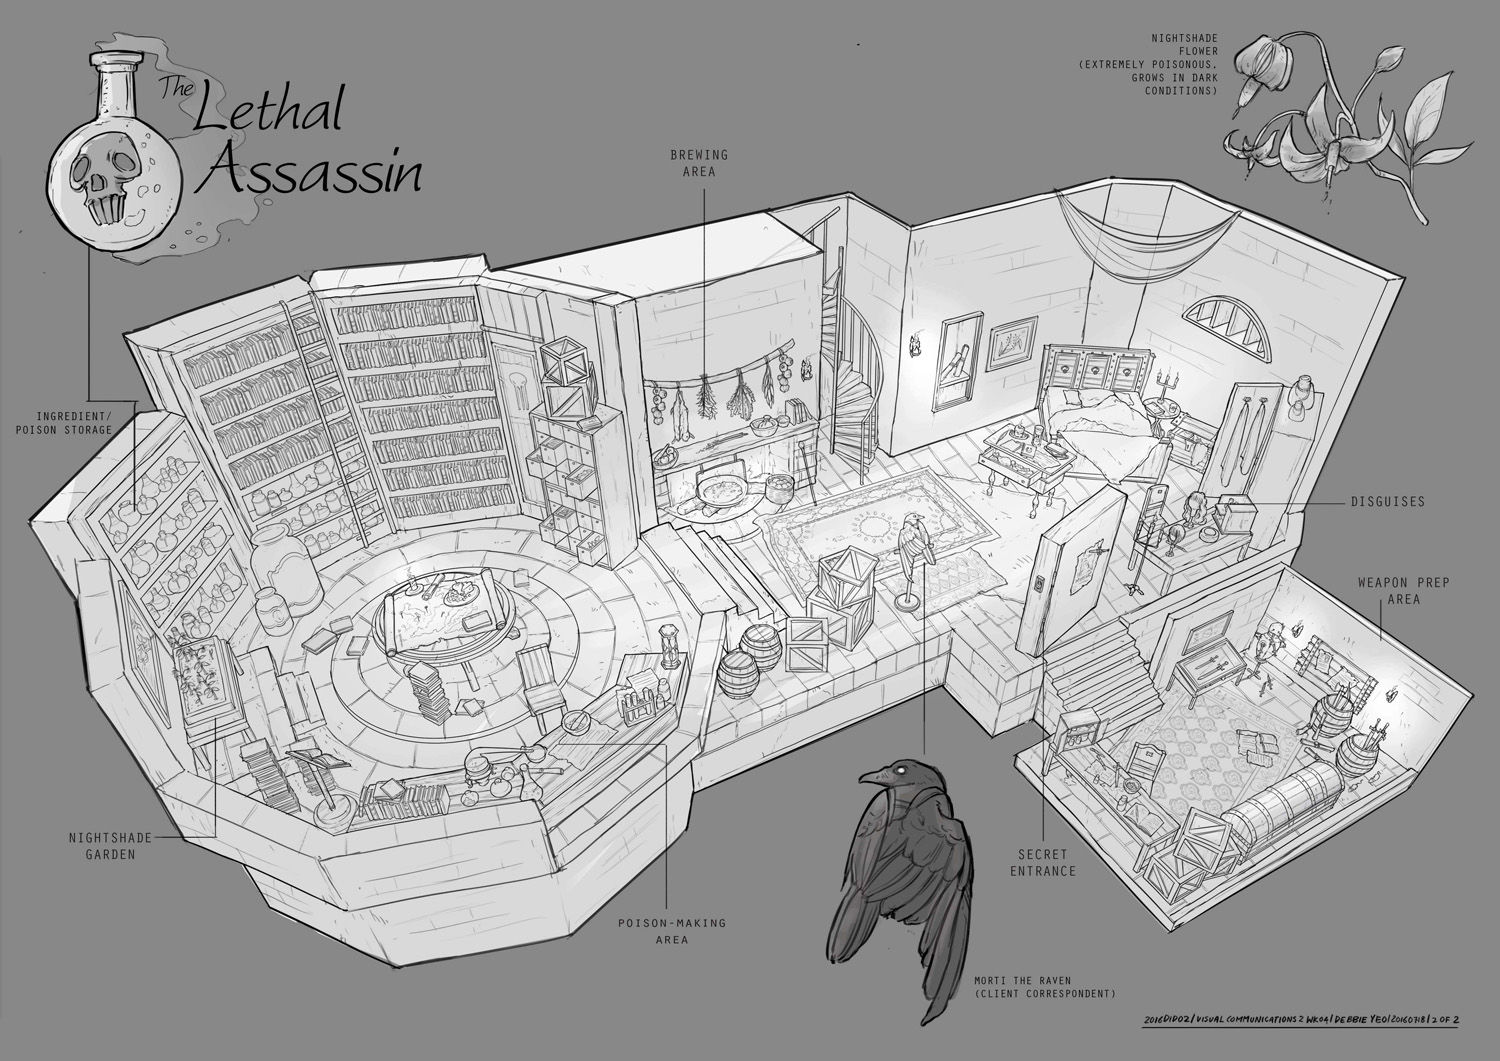 The Lethal
Assassin
NIGHTSHADE
FLOWER
(EXTREMELY POISONOUS,
GROWS IN DARK
CONDITIONS)
BREWING
AREA
INGREDIENT/
POISON STORAGE
DISGUISES
WEAPON PREP
AREA
NIGHTSHADE
GARDEN
SECRET
ENTRANCE
POISON-MAKING
AREA
MORTI THE RAVEN
(CLIENT CORRESPONDENT)
2016DID02/VISUAL COMMUNICATIONS 2 WK04/DEBBIE YEO/20160718/2 OF 2